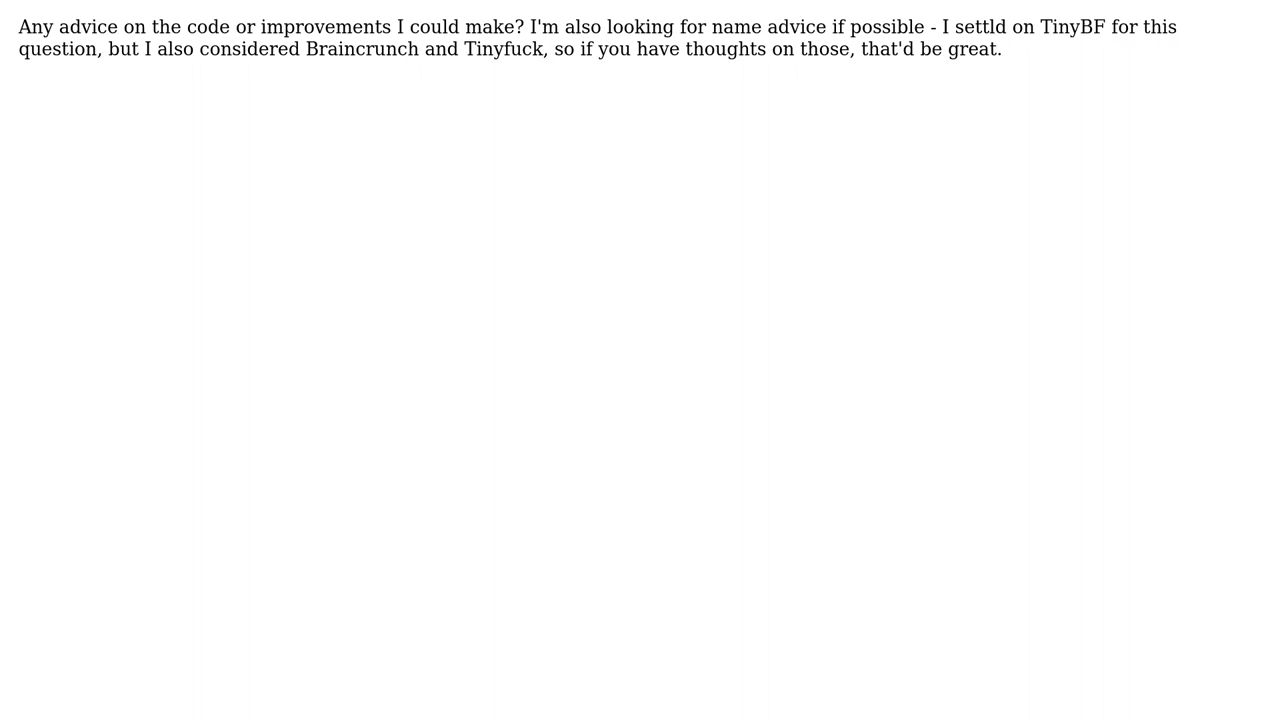 Any advice on the code or improvements I could make? I'm also looking for name advice if possible - I settld on TinyBF for this
question, but I also considered Braincrunch and Tinyfuck, so if you have thoughts on those, that'd be great.